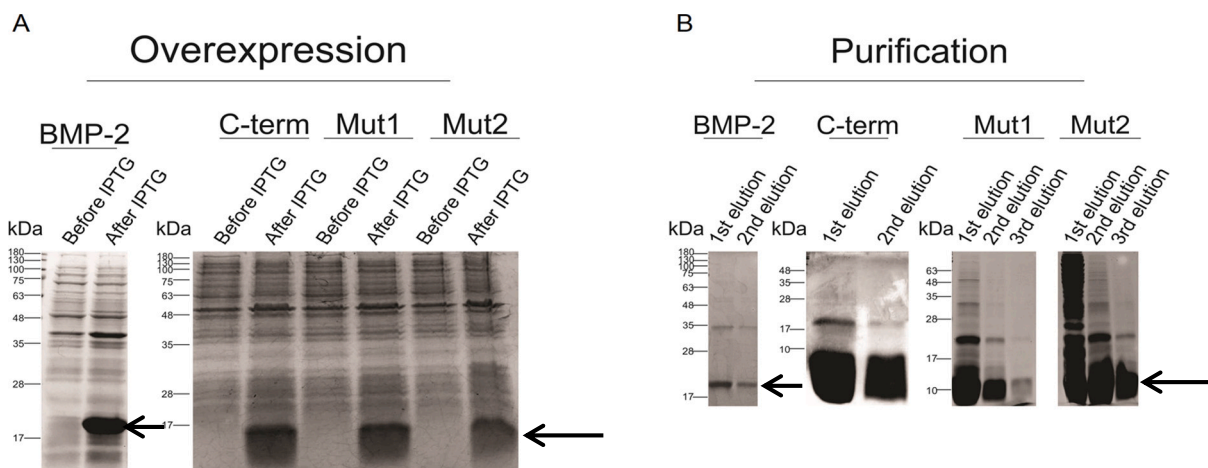 A
Overexpression
BMP-2
C-term
Mut1
Mut2
Before IPTG
After IPTG
Before IPTG
After IPTG
Before IPTG
After IPTG
Before IPTG
After IPTG
kDa
180
130
100
75
63
48
35
28
17
kDa
180
130
100
75
63
48
35
28
17
B
Purification
BMP-2
C-term
Mut1
Mut2
1st elution
2nd elution
1st elution
2nd elution
1st elution
2nd elution
3rd elution
1st elution
2nd elution
3rd elution
kDa
180
130
100
75
63
48
35
28
17
kDa
48
35
28
17
10
kDa
63
48
35
28
17
10